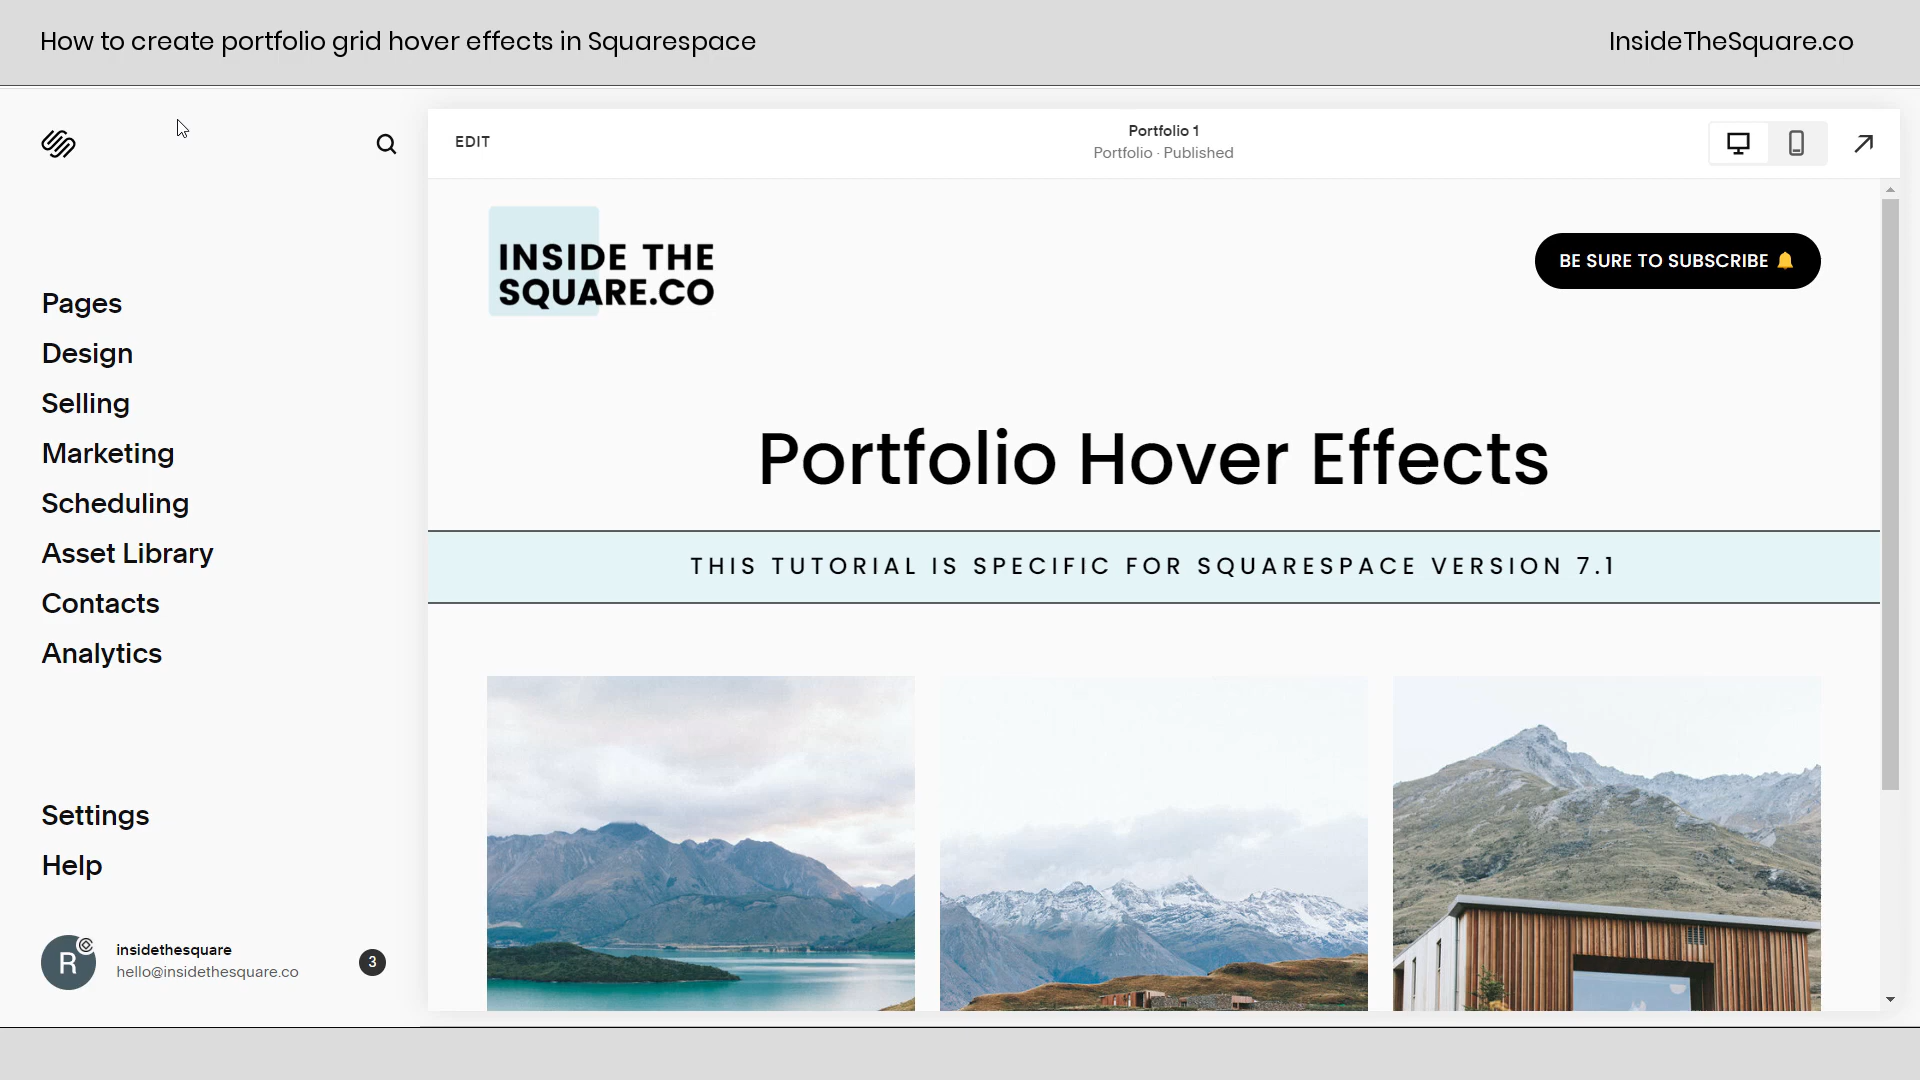 How to create portfolio grid hover effects in Squarespace
InsideTheSquare.co
EDIT
Portfolio 1
Portfolio · Published
INSIDE THE
SQUARE.CO
BE SURE TO SUBSCRIBE 🔔
Pages
Design
Selling
Marketing
Scheduling
Asset Library
Contacts
Analytics
Portfolio Hover Effects
THIS TUTORIAL IS SPECIFIC FOR SQUARESPACE VERSION 7.1
Settings
Help
R
insidethesquare
hello@insidethesquare.co
3